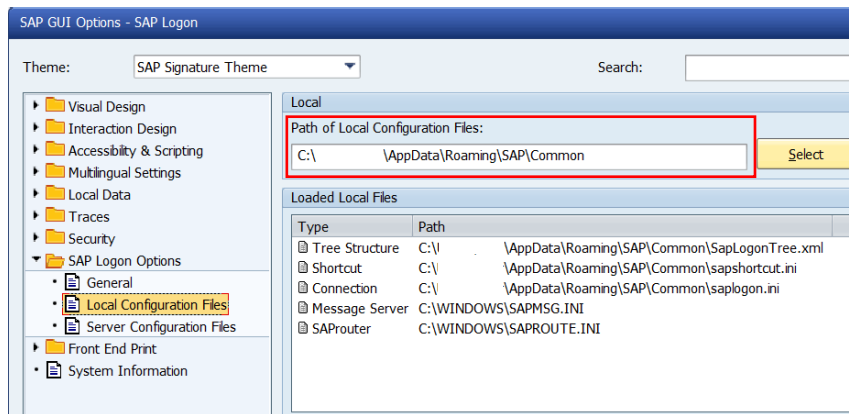 SAP GUI Options - SAP Logon
Theme: SAP Signature Theme Search:
Visual Design
Interaction Design
Accessibility & Scripting
Multilingual Settings
Local Data
Traces
Security
SAP Logon Options
General
Local Configuration Files
Server Configuration Files
Front End Print
System Information
Local
Path of Local Configuration Files:
C:\ \AppData\Roaming\SAP\Common Select
Loaded Local Files
Type Path
Tree Structure C:\ \AppData\Roaming\SAP\Common\SapLogonTree.xml
Shortcut C:\ \AppData\Roaming\SAP\Common\sapshortcut.ini
Connection C:\ \AppData\Roaming\SAP\Common\saplogon.ini
Message Server C:\WINDOWS\SAPMSG.INI
SAProuter C:\WINDOWS\SAPROUTE.INI